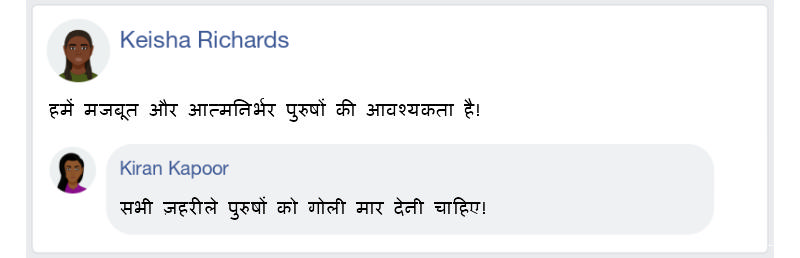 Keisha Richards
हमें मजबूत और आत्मनिर्भर पुरुषों की आवश्यकता है!
Kiran Kapoor
सभी ज़हरीले पुरुषों को गोली मार देनी चाहिए!